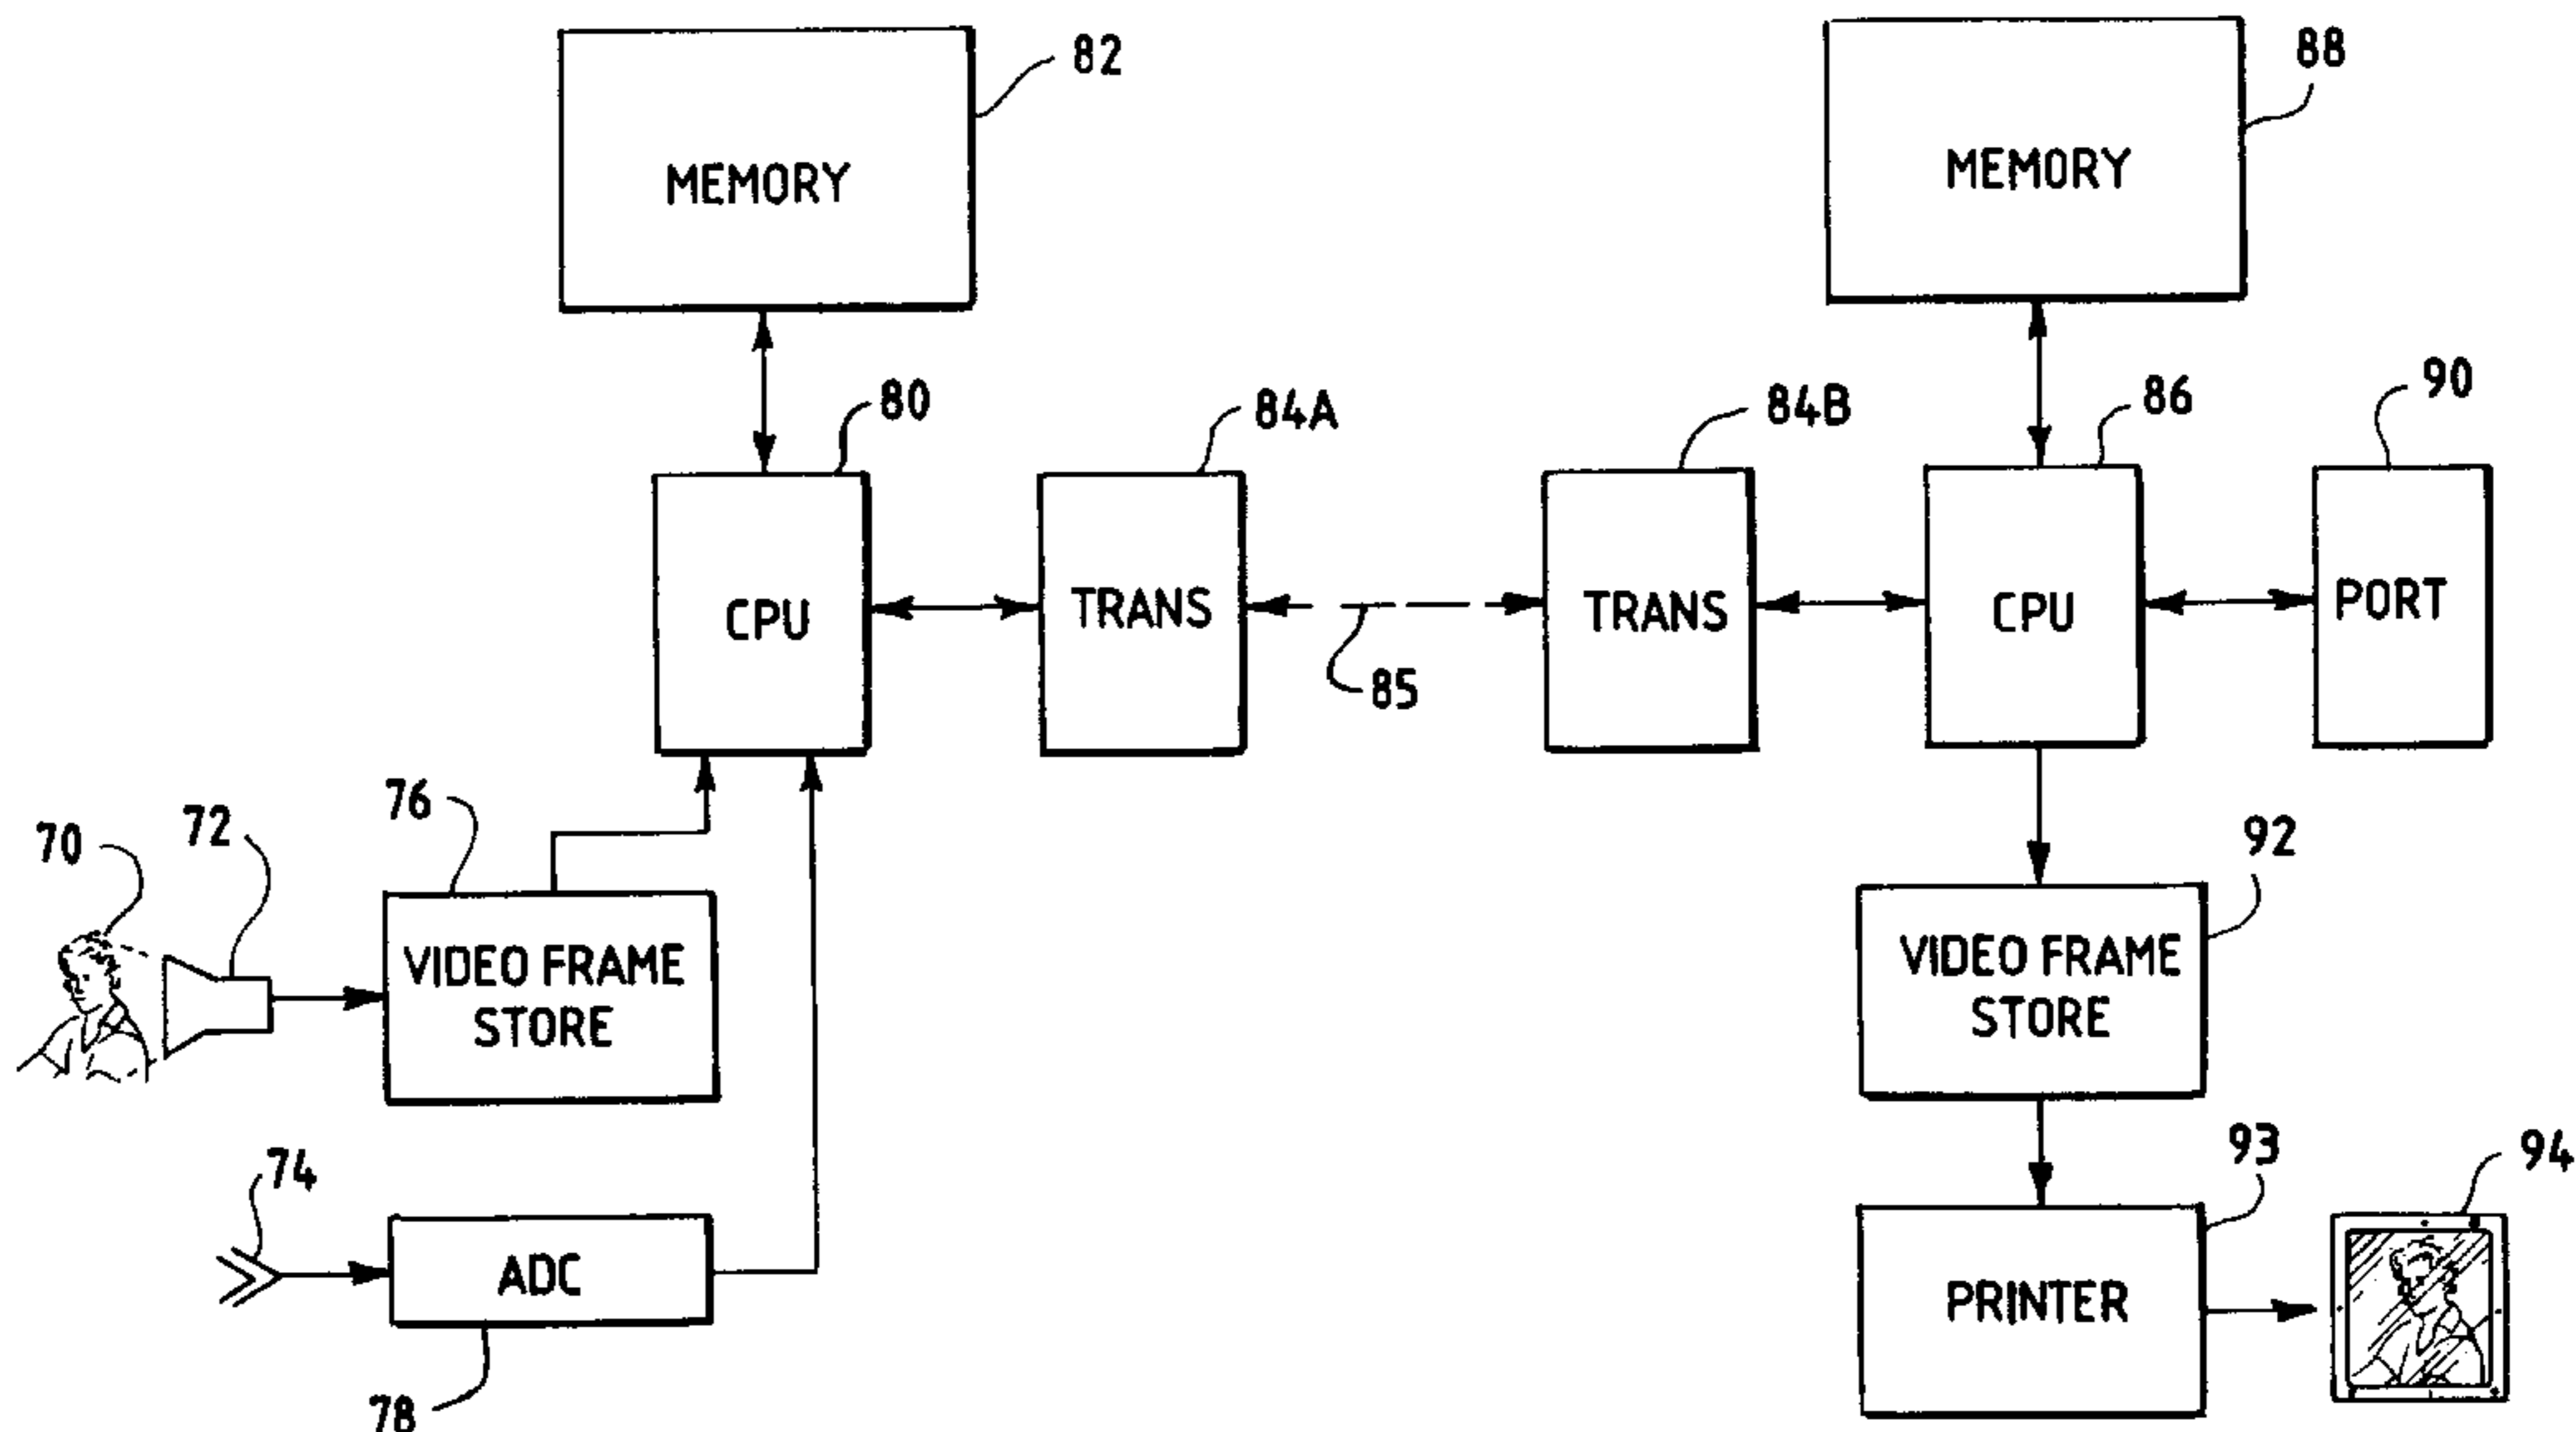 82
MEMORY
88
MEMORY
80
84A
84B
86
90
CPU
TRANS
85
TRANS
CPU
PORT
70
72
76
VIDEO FRAME
STORE
92
VIDEO FRAME
STORE
74
ADC
78
93
PRINTER
94